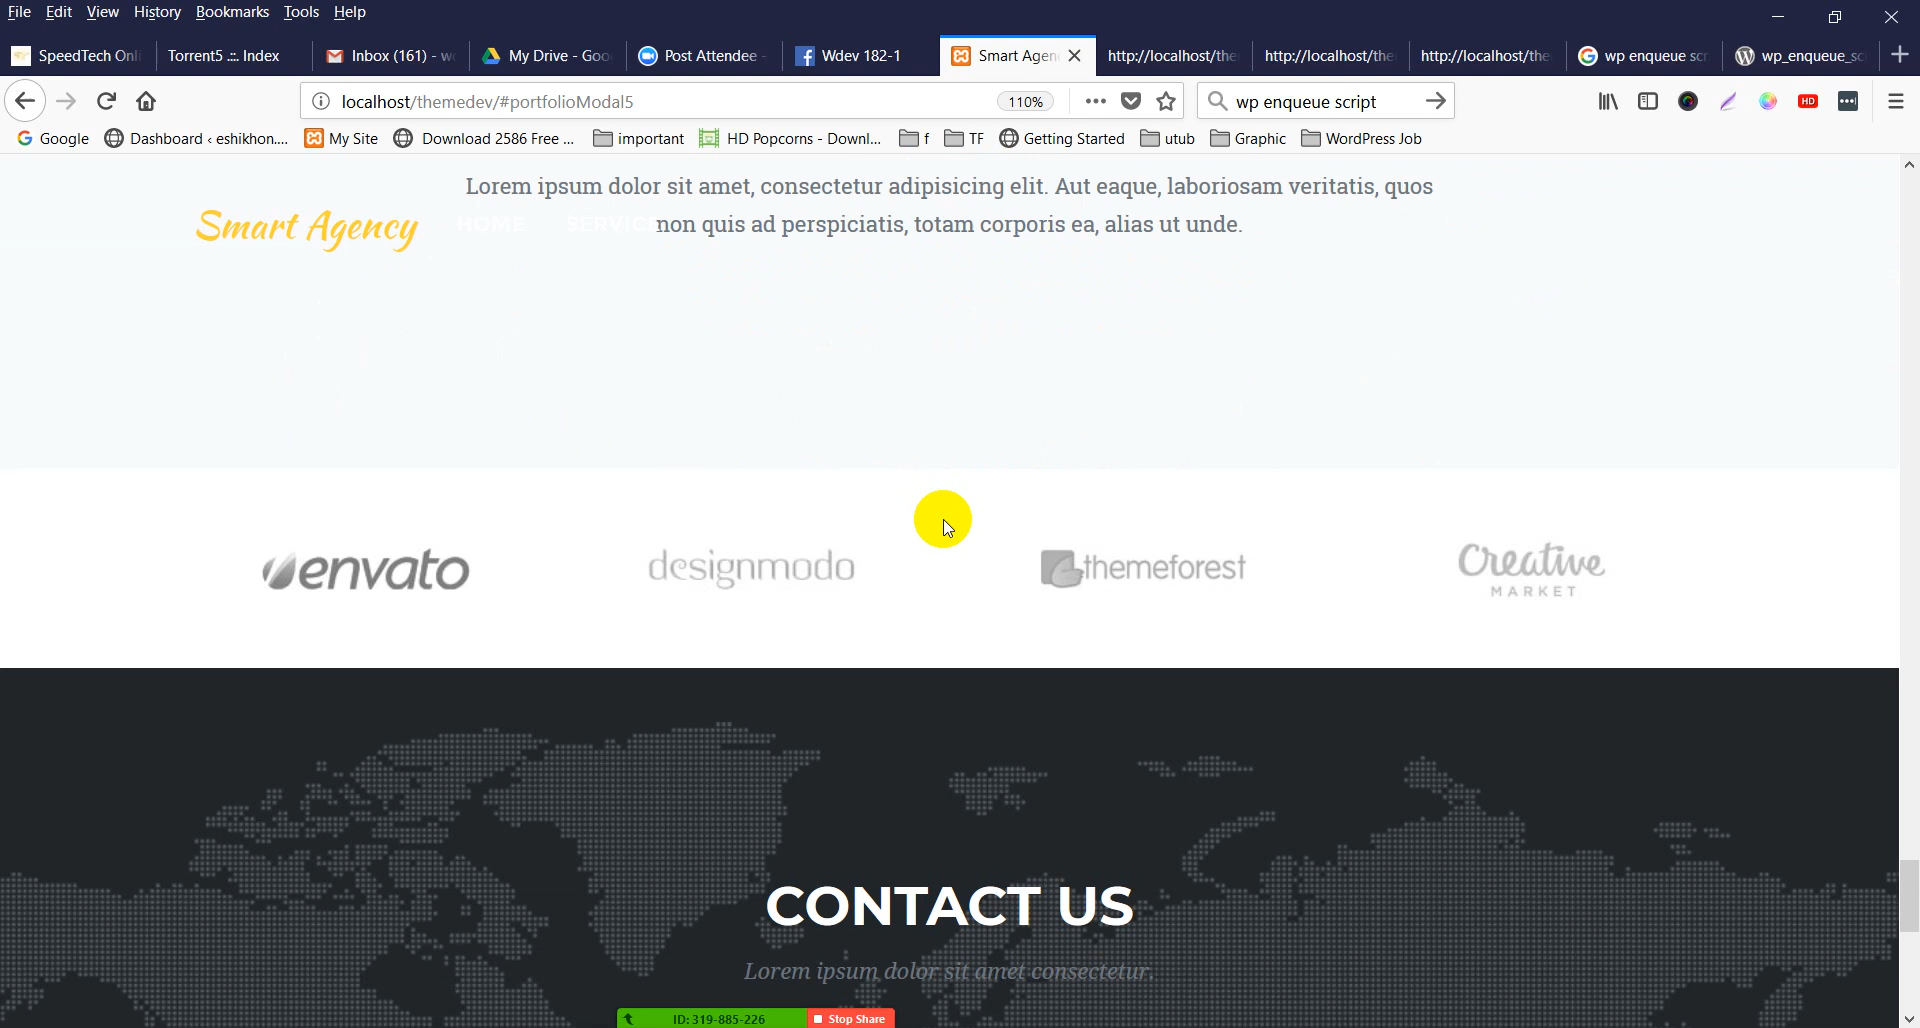 File Edit View History Bookmarks Tools Help
SpeedTech Onli
Torrent5 .::. Index
Inbox (161) - w
My Drive - Goo
Post Attendee -
Wdev 182-1
Smart Agen
http://localhost/the
http://localhost/the
http://localhost/the
wp enqueue scr
wp_enqueue_sc
localhost/themedev/#portfolioModal5
110%
wp enqueue script
HD
Google Dashboard ‹ eshikhon.... My Site Download 2586 Free ... important HD Popcorns - Downl... f TF Getting Started utub Graphic WordPress Job
Lorem ipsum dolor sit amet, consectetur adipisicing elit. Aut eaque, laboriosam veritatis, quos
Smart Agency HOME SERVIC non quis ad perspiciatis, totam corporis ea, alias ut unde.
envato
designmodo
themeforest
Creative
MARKET
CONTACT US
Lorem ipsum dolor sit amet consectetur.
ID: 319-885-226 Stop Share